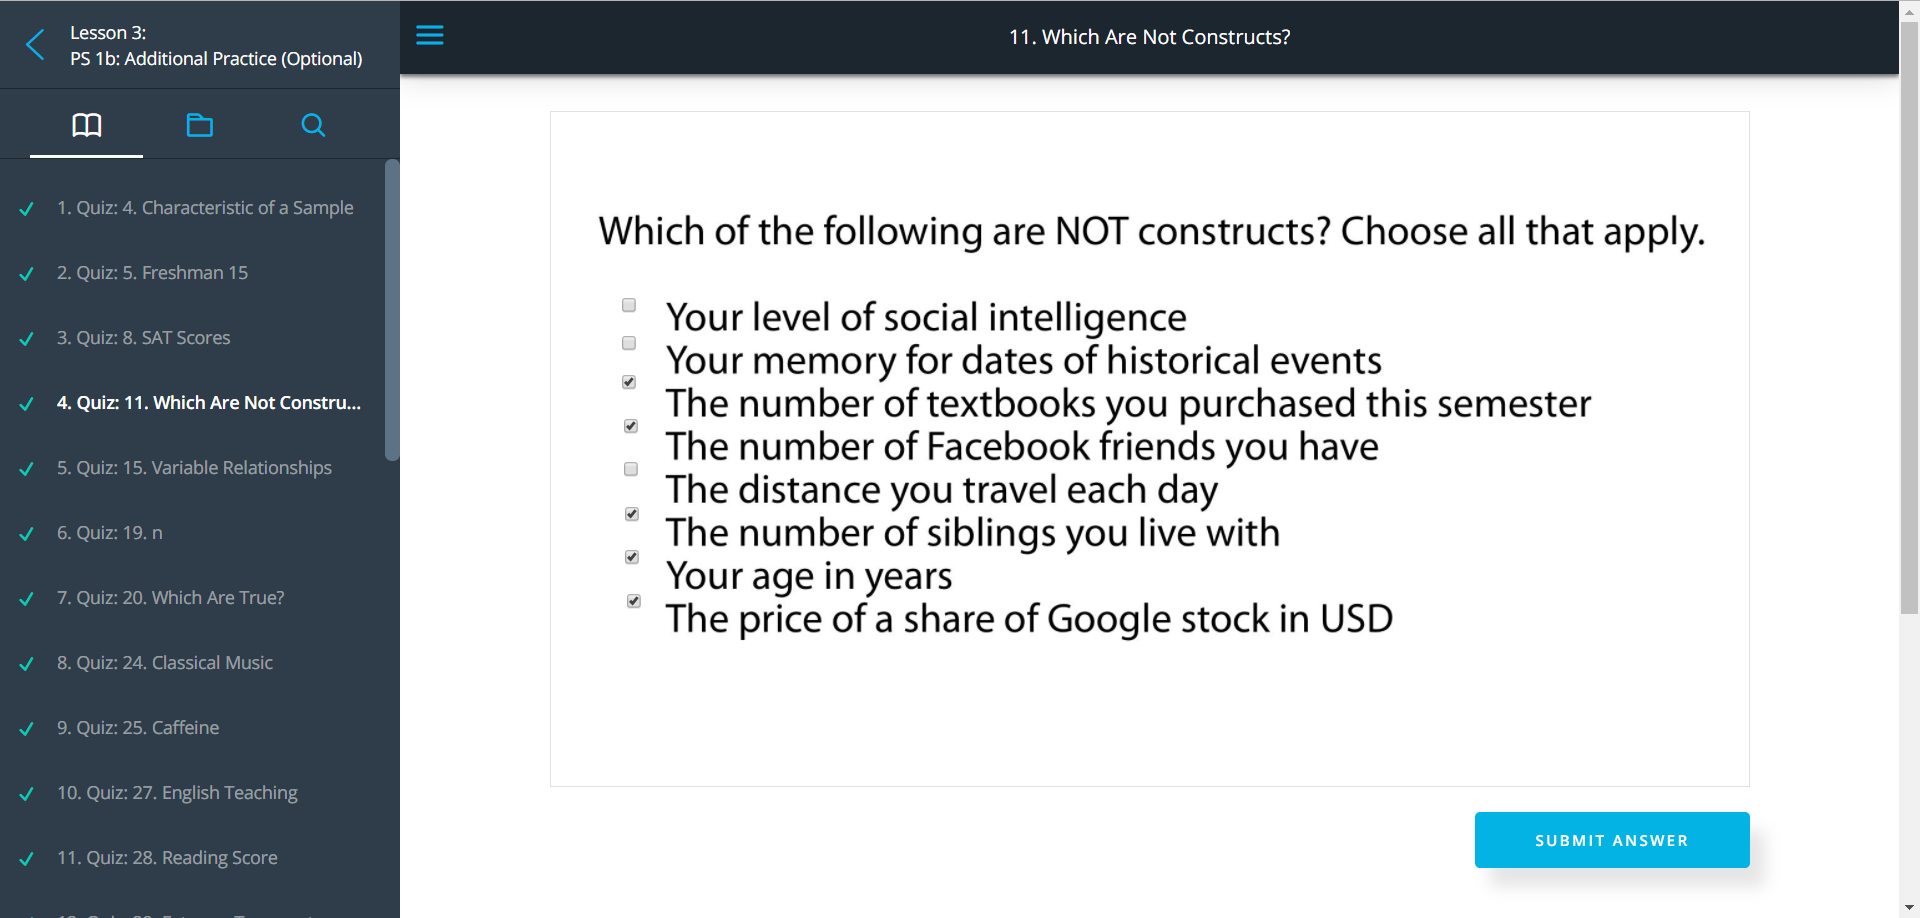 Lesson 3:
PS 1b: Additional Practice (Optional)
1. Quiz: 4. Characteristic of a Sample
2. Quiz: 5. Freshman 15
3. Quiz: 8. SAT Scores
4. Quiz: 11. Which Are Not Constru...
5. Quiz: 15. Variable Relationships
6. Quiz: 19. n
7. Quiz: 20. Which Are True?
8. Quiz: 24. Classical Music
9. Quiz: 25. Caffeine
10. Quiz: 27. English Teaching
11. Quiz: 28. Reading Score
11. Which Are Not Constructs?
Which of the following are NOT constructs? Choose all that apply.
Your level of social intelligence
Your memory for dates of historical events
The number of textbooks you purchased this semester
The number of Facebook friends you have
The distance you travel each day
The number of siblings you live with
Your age in years
The price of a share of Google stock in USD
SUBMIT ANSWER